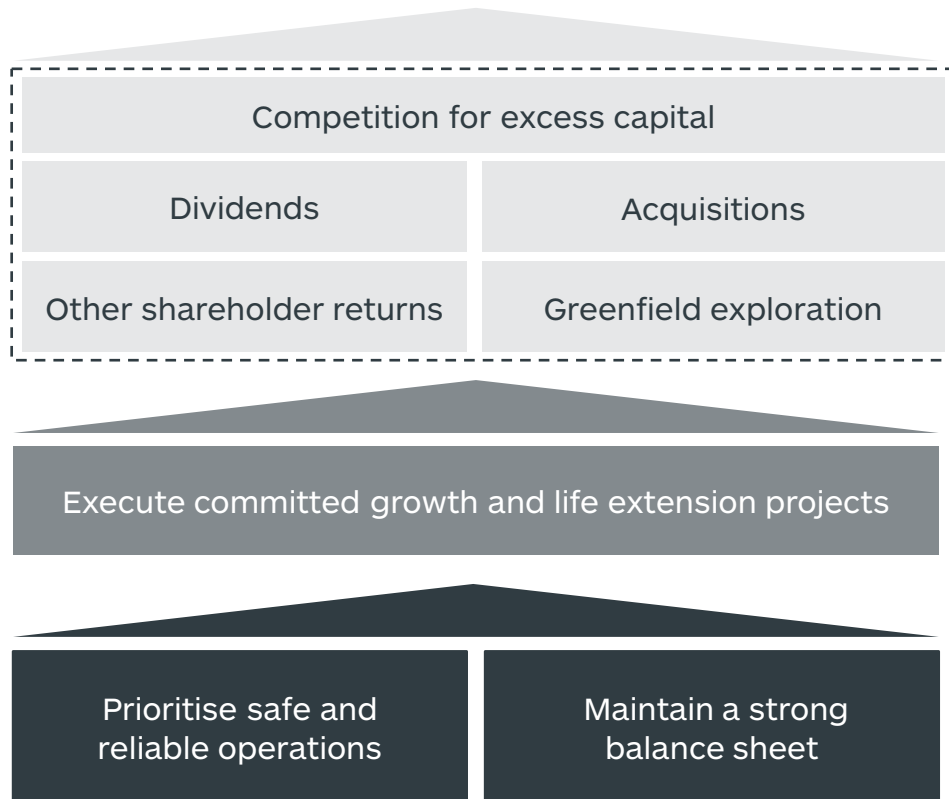 Competition for excess capital
Dividends
Acquisitions
Other shareholder returns
Greenfield exploration
Execute committed growth and life extension projects
Prioritise safe and
reliable operations
Maintain a strong
balance sheet